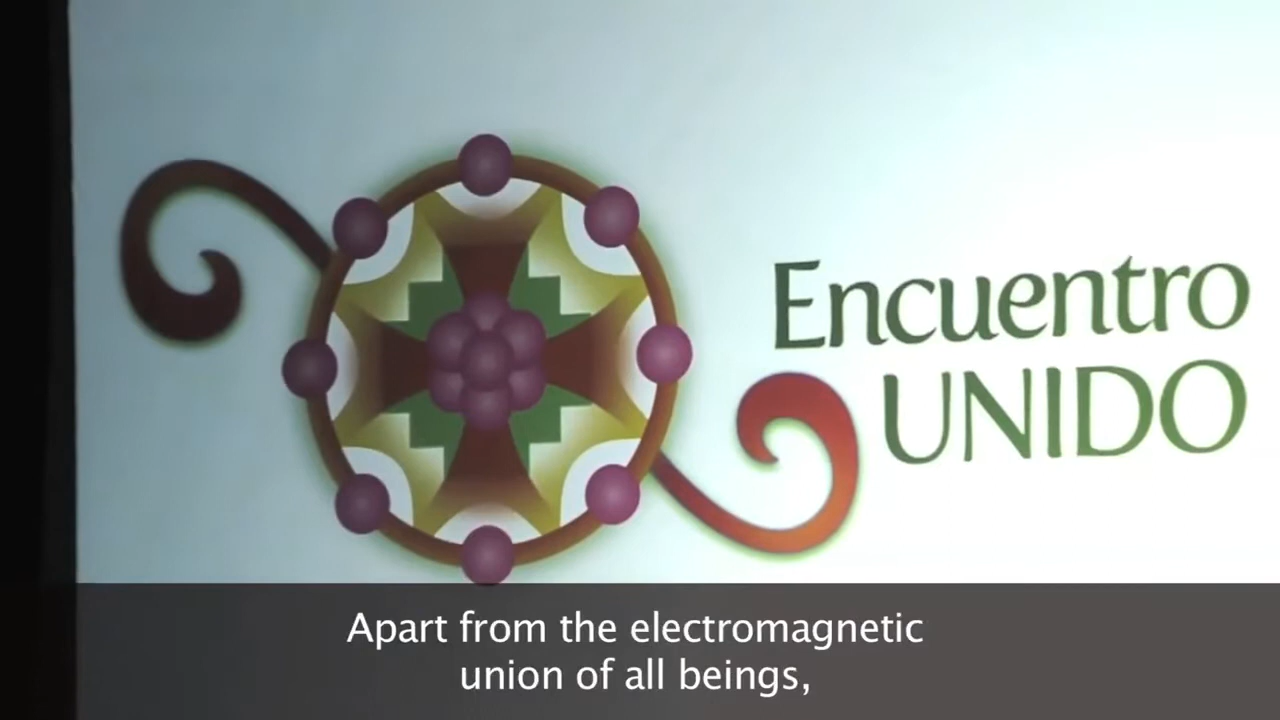 Encuentro
UNIDO
Apart from the electromagnetic
union of all beings,